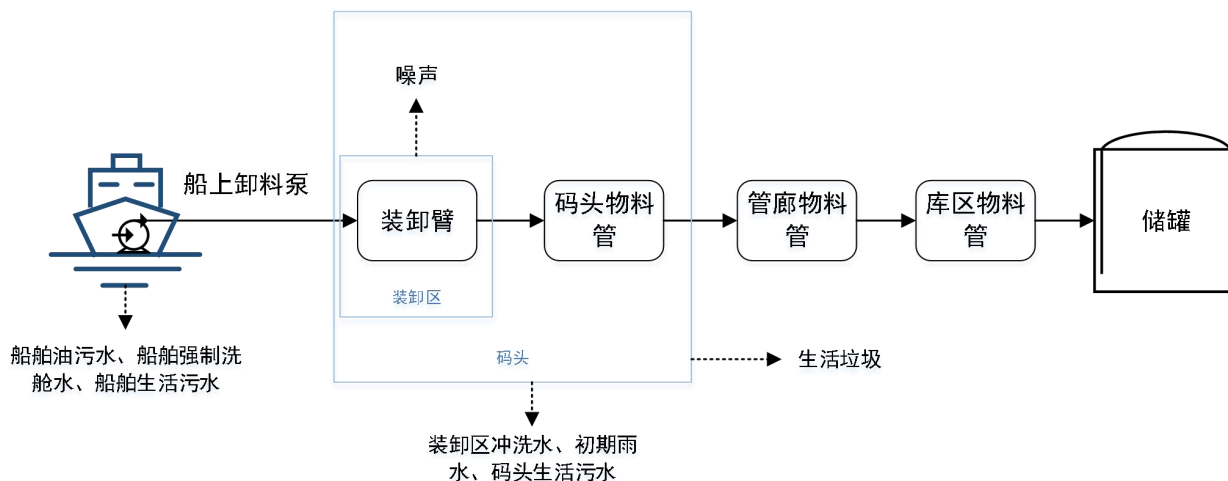 噪声
船上卸料泵
装卸臂
码头物料
管
管廊物料
管
库区物料
管
储罐
装卸区
码头
生活垃圾
船舶油污水、船舶强制洗
舱水、船舶生活污水
装卸区冲洗水、初期雨
水、码头生活污水